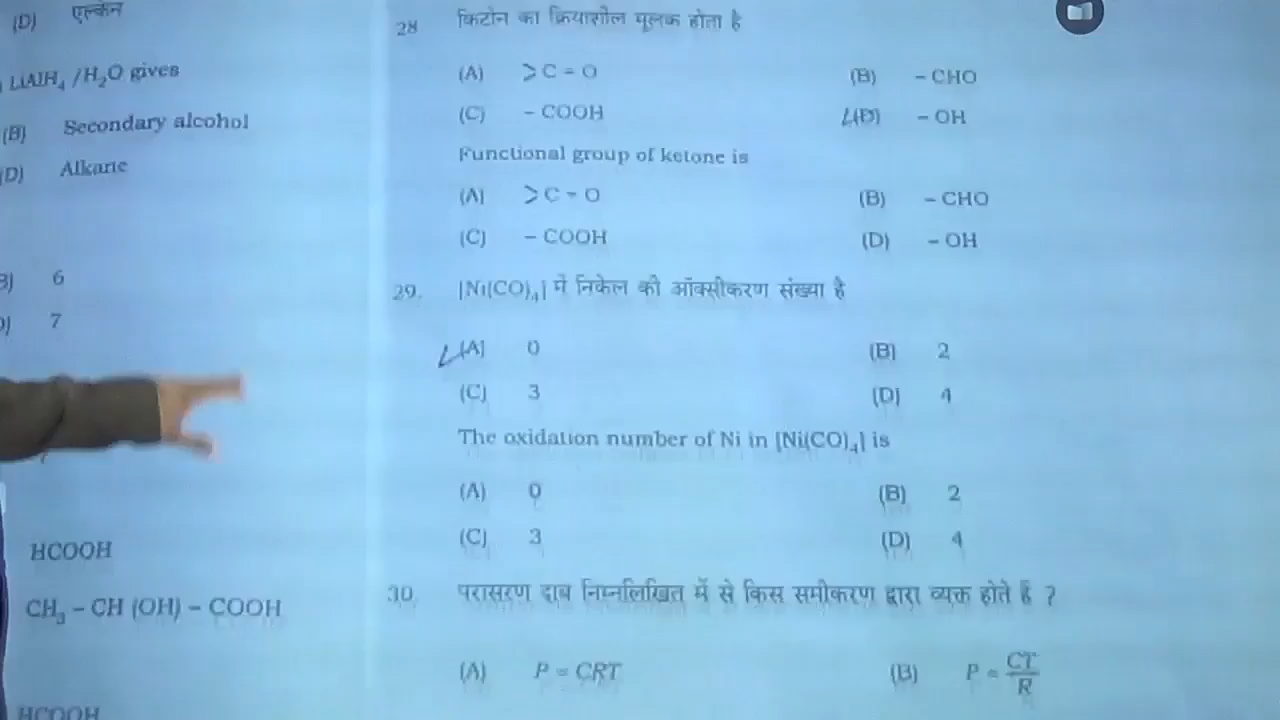 (D) एल्केन
LiAlH₄ /H₂O gives
(B) Secondary alcohol
(D) Alkane
6
7
HCOOH
CH₃ – CH (OH) – COOH
HCOOH
28 किटोन का क्रियाशील मूलक होता है
(A) >C = O (B) – CHO
(C) – COOH (D) – OH
Functional group of ketone is
(A) >C = O (B) – CHO
(C) – COOH (D) – OH
29. [Ni(CO)₄] में निकेल की ऑक्सीकरण संख्या है
(A) 0 (B) 2
(C) 3 (D) 4
The oxidation number of Ni in [Ni(CO)₄] is
(A) 0 (B) 2
(C) 3 (D) 4
30. परासरण दाब निम्नलिखित में से किस समीकरण द्वारा व्यक्त होते हैं ?
(A) P = CRT (B) P = CT/R